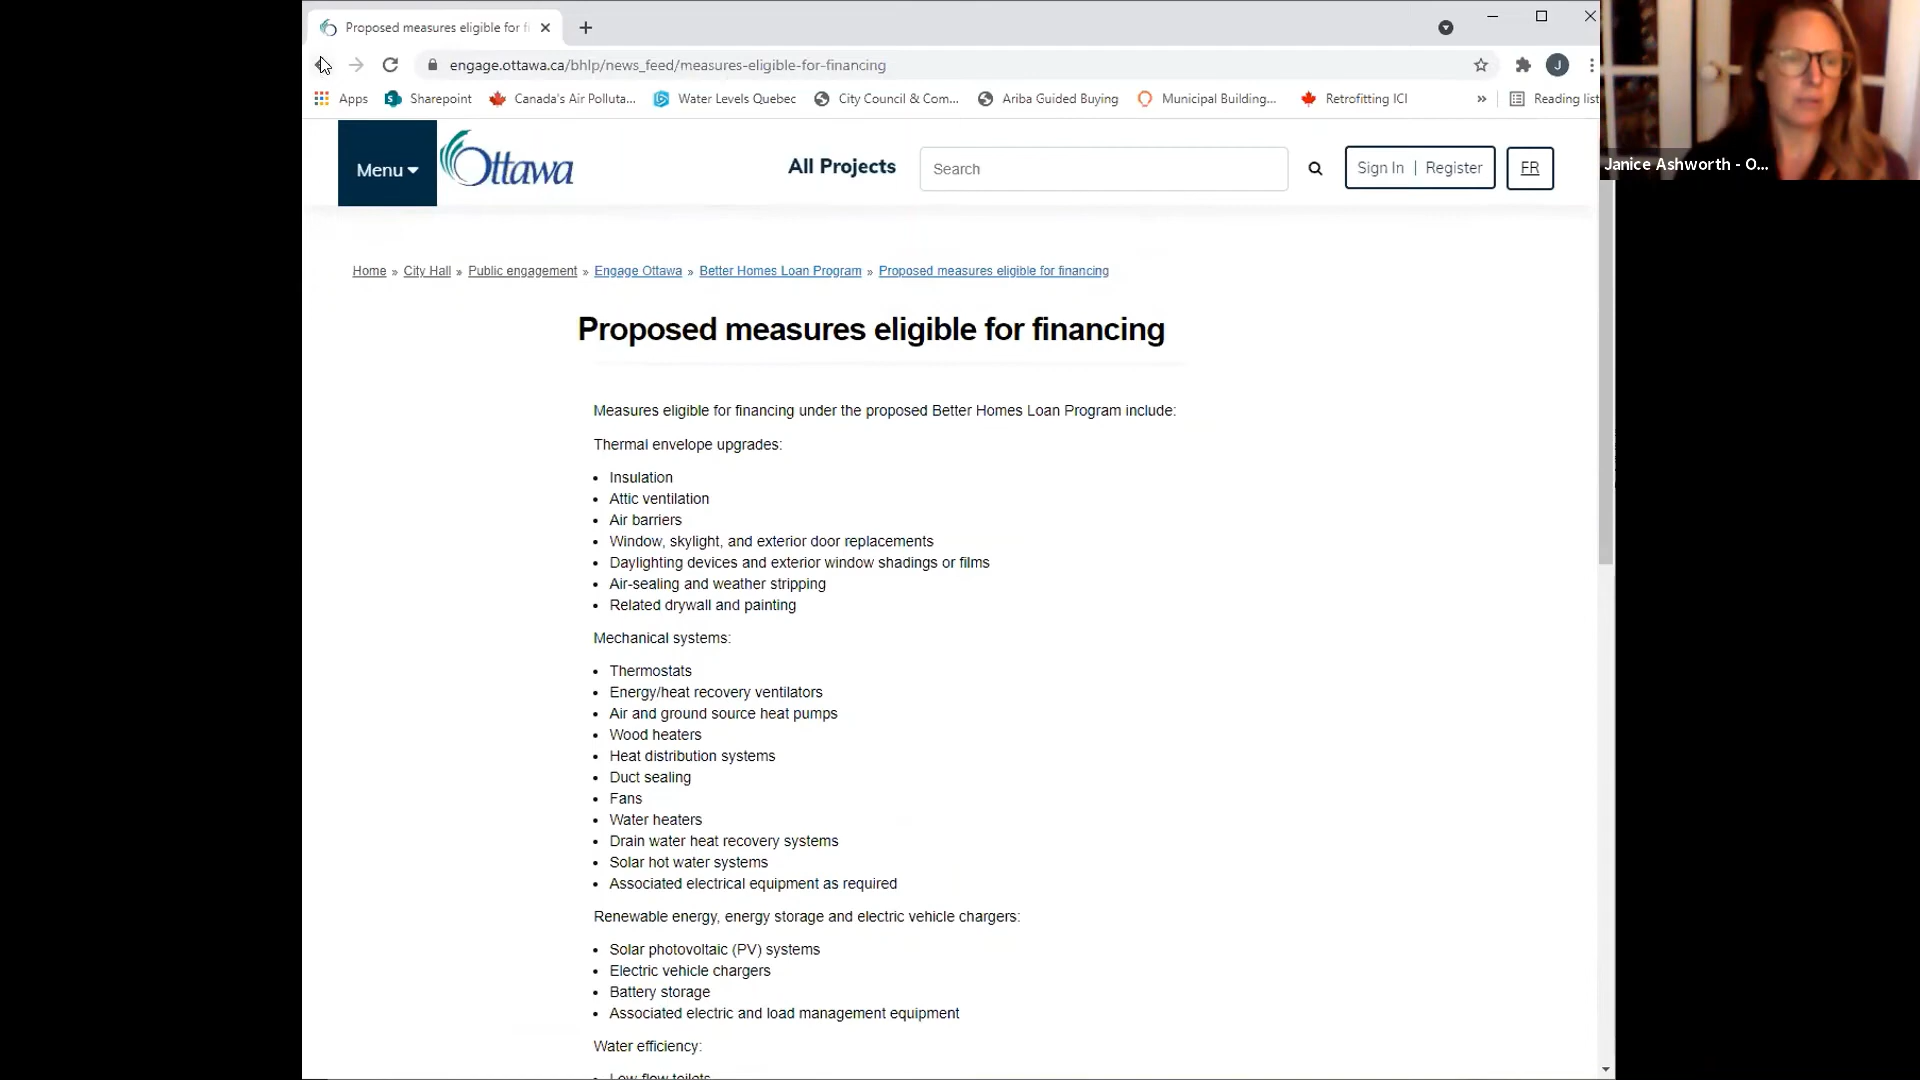 Proposed measures eligible for fi
engage.ottawa.ca/bhlp/news_feed/measures-eligible-for-financing
J
Apps
Sharepoint
Canada's Air Polluta...
Water Levels Quebec
City Council & Com...
Ariba Guided Buying
Municipal Building...
Retrofitting ICI
»
Reading list
Menu
Ottawa
All Projects
Search
Sign In | Register
FR
Janice Ashworth - O...
Home » City Hall » Public engagement » Engage Ottawa » Better Homes Loan Program » Proposed measures eligible for financing
Proposed measures eligible for financing
Measures eligible for financing under the proposed Better Homes Loan Program include:
Thermal envelope upgrades:
• Insulation
• Attic ventilation
• Air barriers
• Window, skylight, and exterior door replacements
• Daylighting devices and exterior window shadings or films
• Air-sealing and weather stripping
• Related drywall and painting
Mechanical systems:
• Thermostats
• Energy/heat recovery ventilators
• Air and ground source heat pumps
• Wood heaters
• Heat distribution systems
• Duct sealing
• Fans
• Water heaters
• Drain water heat recovery systems
• Solar hot water systems
• Associated electrical equipment as required
Renewable energy, energy storage and electric vehicle chargers:
• Solar photovoltaic (PV) systems
• Electric vehicle chargers
• Battery storage
• Associated electric and load management equipment
Water efficiency:
• Low flow toilets